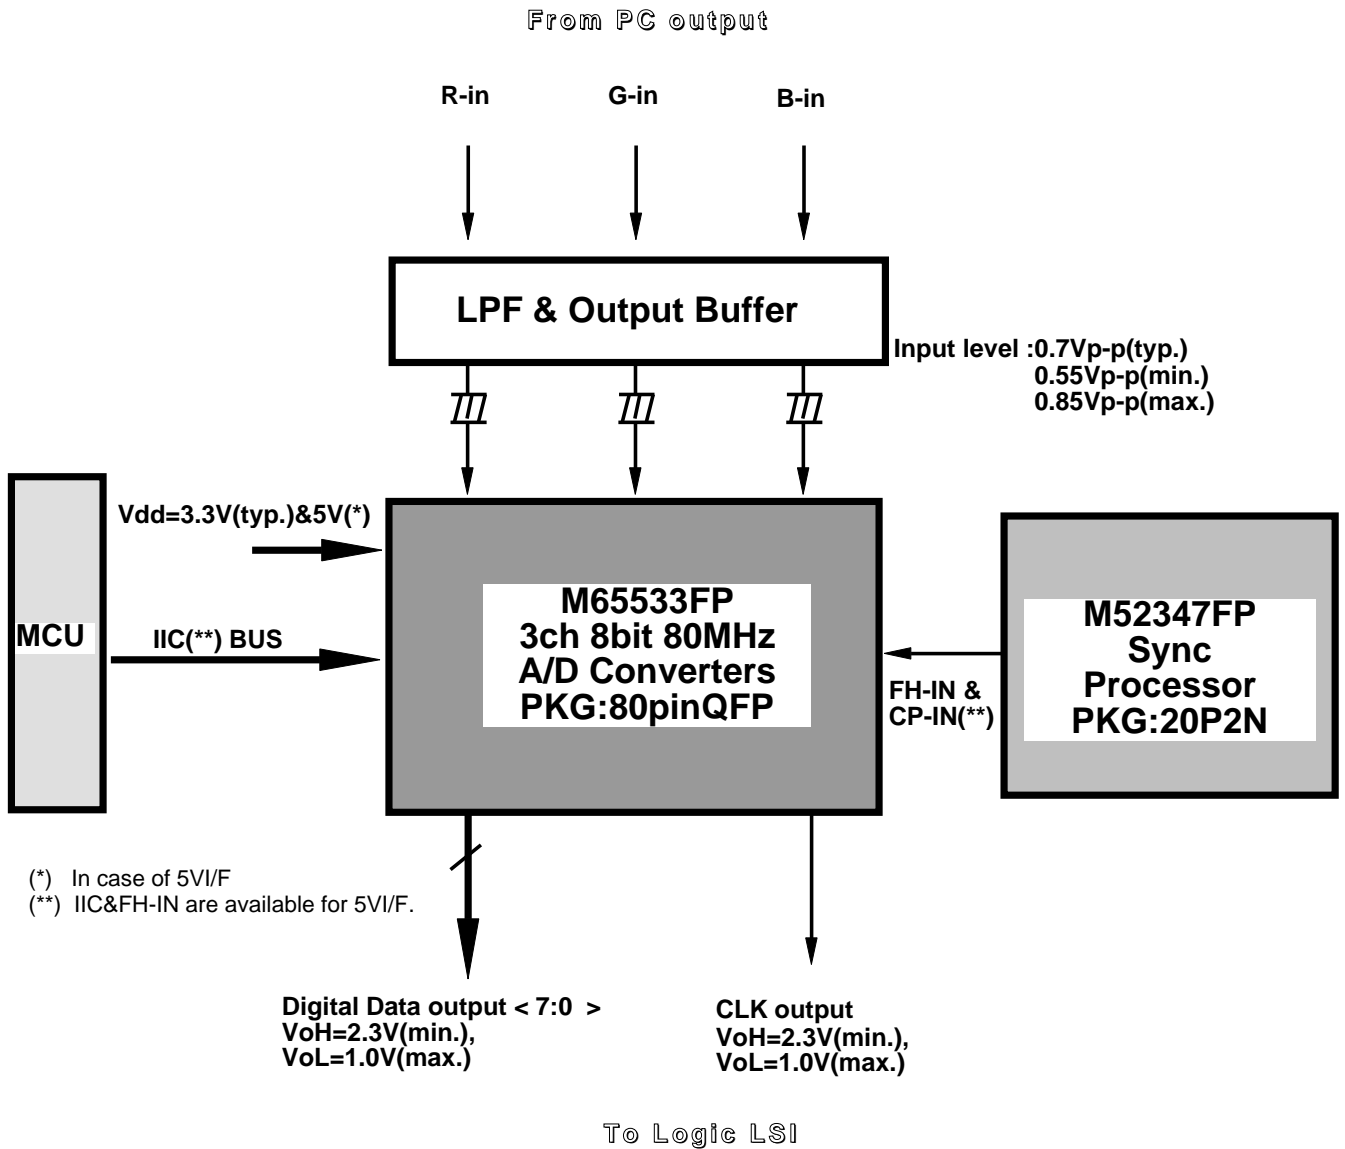 From PC output
R-in
G-in
B-in
LPF & Output Buffer
Input level :0.7Vp-p(typ.)
0.55Vp-p(min.)
0.85Vp-p(max.)
Vdd=3.3V(typ.)&5V(*)
MCU
IIC(**) BUS
M65533FP
3ch 8bit 80MHz
A/D Converters
PKG:80pinQFP
FH-IN &
CP-IN(**)
M52347FP
Sync
Processor
PKG:20P2N
(*) In case of 5VI/F
(**) IIC&FH-IN are available for 5VI/F.
Digital Data output < 7:0 >
VoH=2.3V(min.),
VoL=1.0V(max.)
CLK output
VoH=2.3V(min.),
VoL=1.0V(max.)
To Logic LSI